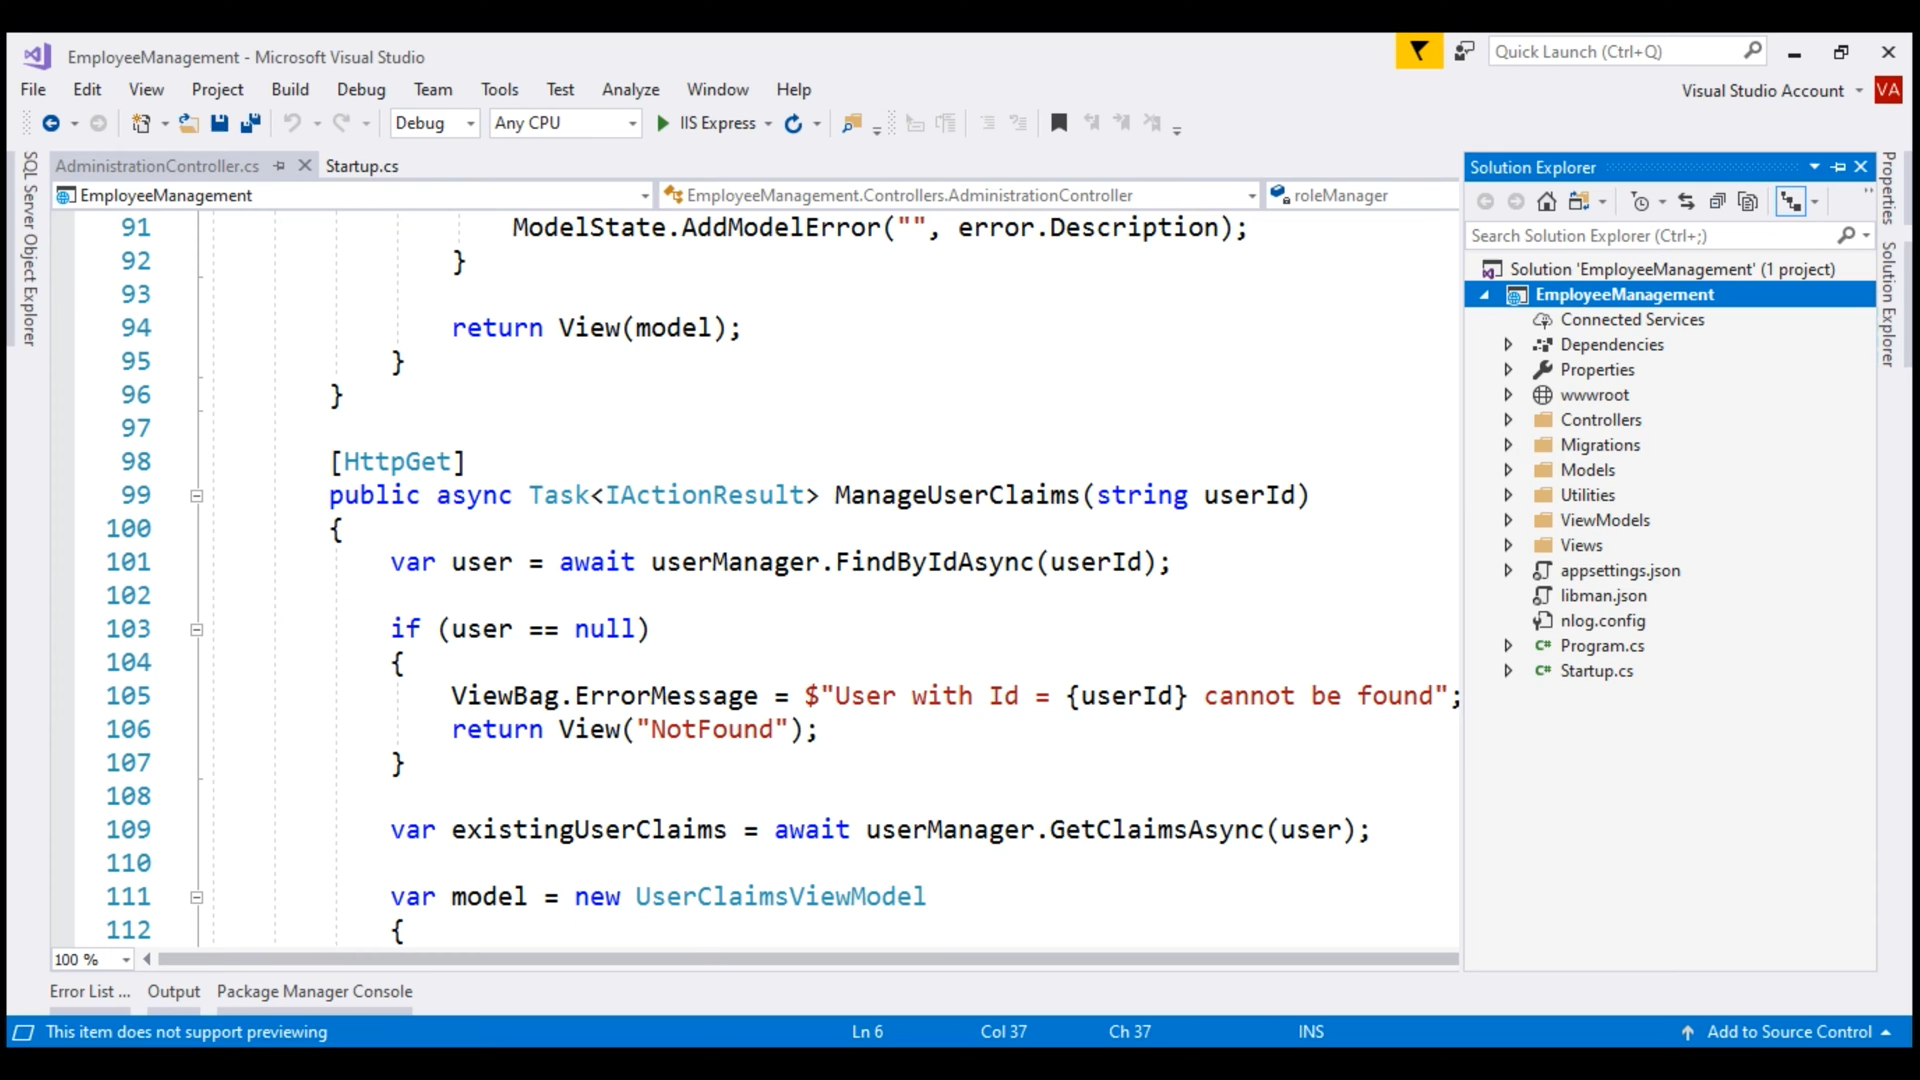 EmployeeManagement - Microsoft Visual Studio
Quick Launch (Ctrl+Q)
File Edit View Project Build Debug Team Tools Test Analyze Window Help
Visual Studio Account VA
Debug Any CPU IIS Express
SQL Server Object Explorer
AdministrationController.cs Startup.cs
EmployeeManagement EmployeeManagement.Controllers.AdministrationController roleManager
91 ModelState.AddModelError("", error.Description);
92 }
93
94 return View(model);
95 }
96 }
97
98 [HttpGet]
99 public async Task<IActionResult> ManageUserClaims(string userId)
100 {
101 var user = await userManager.FindByIdAsync(userId);
102
103 if (user == null)
104 {
105 ViewBag.ErrorMessage = $"User with Id = {userId} cannot be found";
106 return View("NotFound");
107 }
108
109 var existingUserClaims = await userManager.GetClaimsAsync(user);
110
111 var model = new UserClaimsViewModel
112 {
100 %
Solution Explorer
Search Solution Explorer (Ctrl+;)
Solution 'EmployeeManagement' (1 project)
EmployeeManagement
Connected Services
Dependencies
Properties
wwwroot
Controllers
Migrations
Models
Utilities
ViewModels
Views
appsettings.json
libman.json
nlog.config
C# Program.cs
C# Startup.cs
Properties
Solution Explorer
Error List ... Output Package Manager Console
This item does not support previewing Ln 6 Col 37 Ch 37 INS Add to Source Control